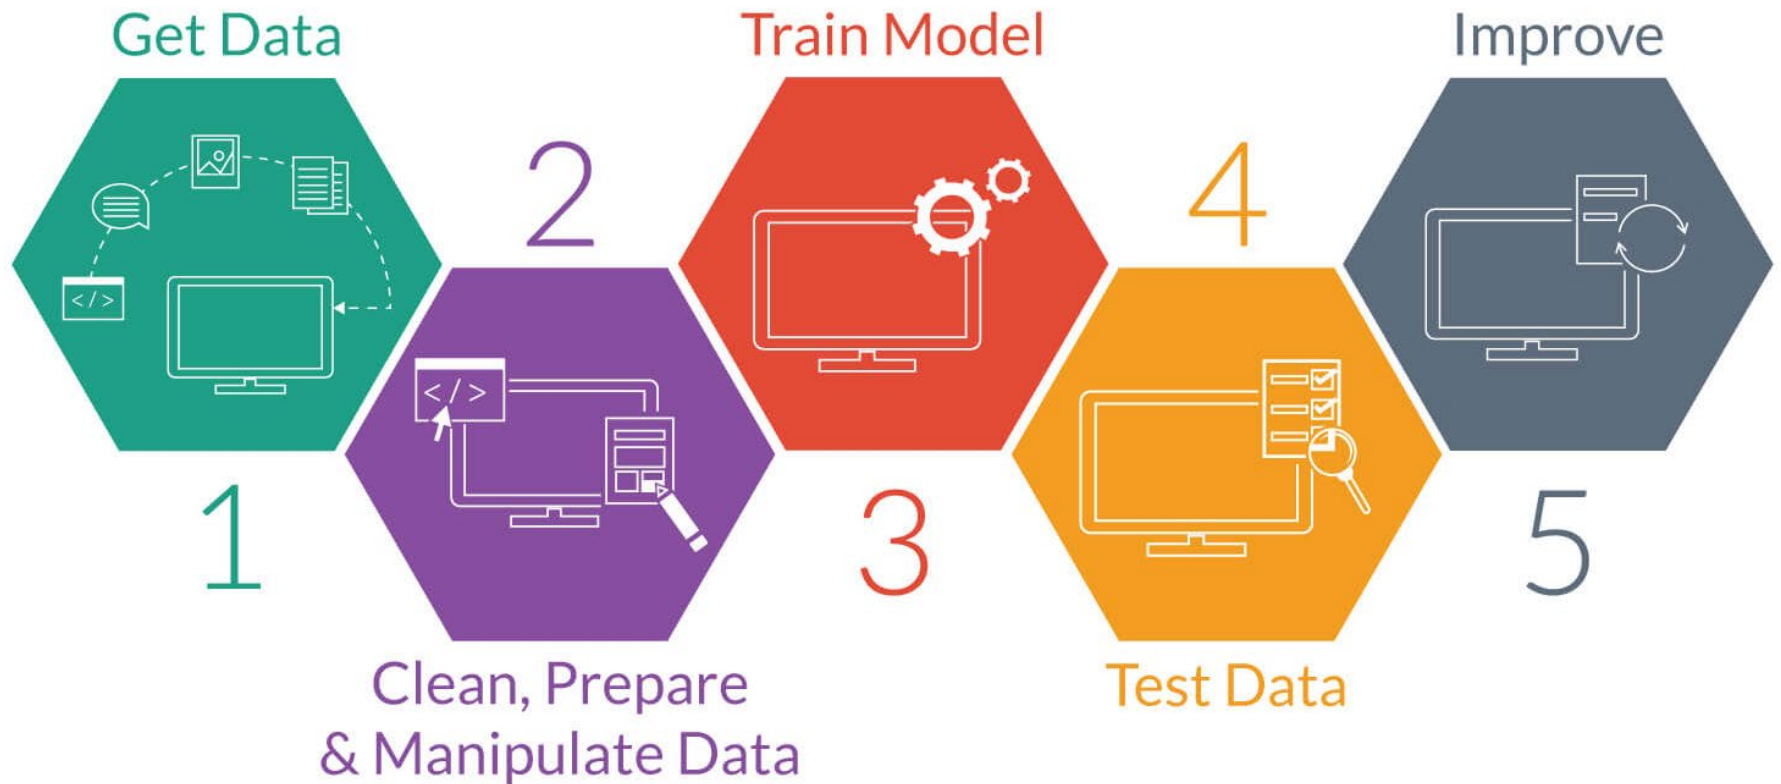 Get Data
1
2
Clean, Prepare
& Manipulate Data
Train Model
3
4
Test Data
Improve
5
</>
</>